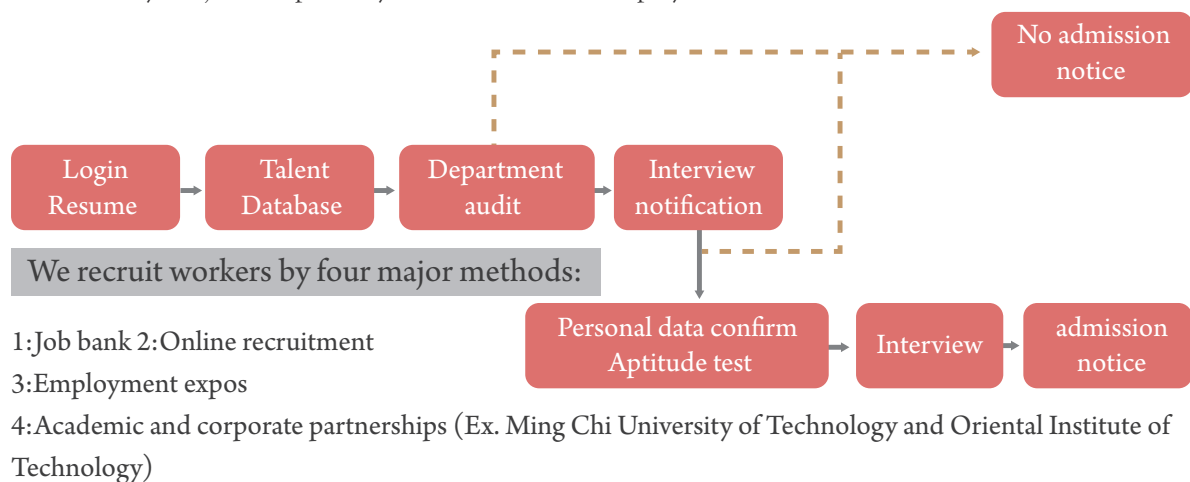 No admission
notice
Login
Resume
Talent
Database
Department
audit
Interview
notification
We recruit workers by four major methods:
Personal data confirm
Aptitude test
Interview
admission
notice
1:Job bank 2:Online recruitment
3:Employment expos
4:Academic and corporate partnerships (Ex. Ming Chi University of Technology and Oriental Institute of
Technology)